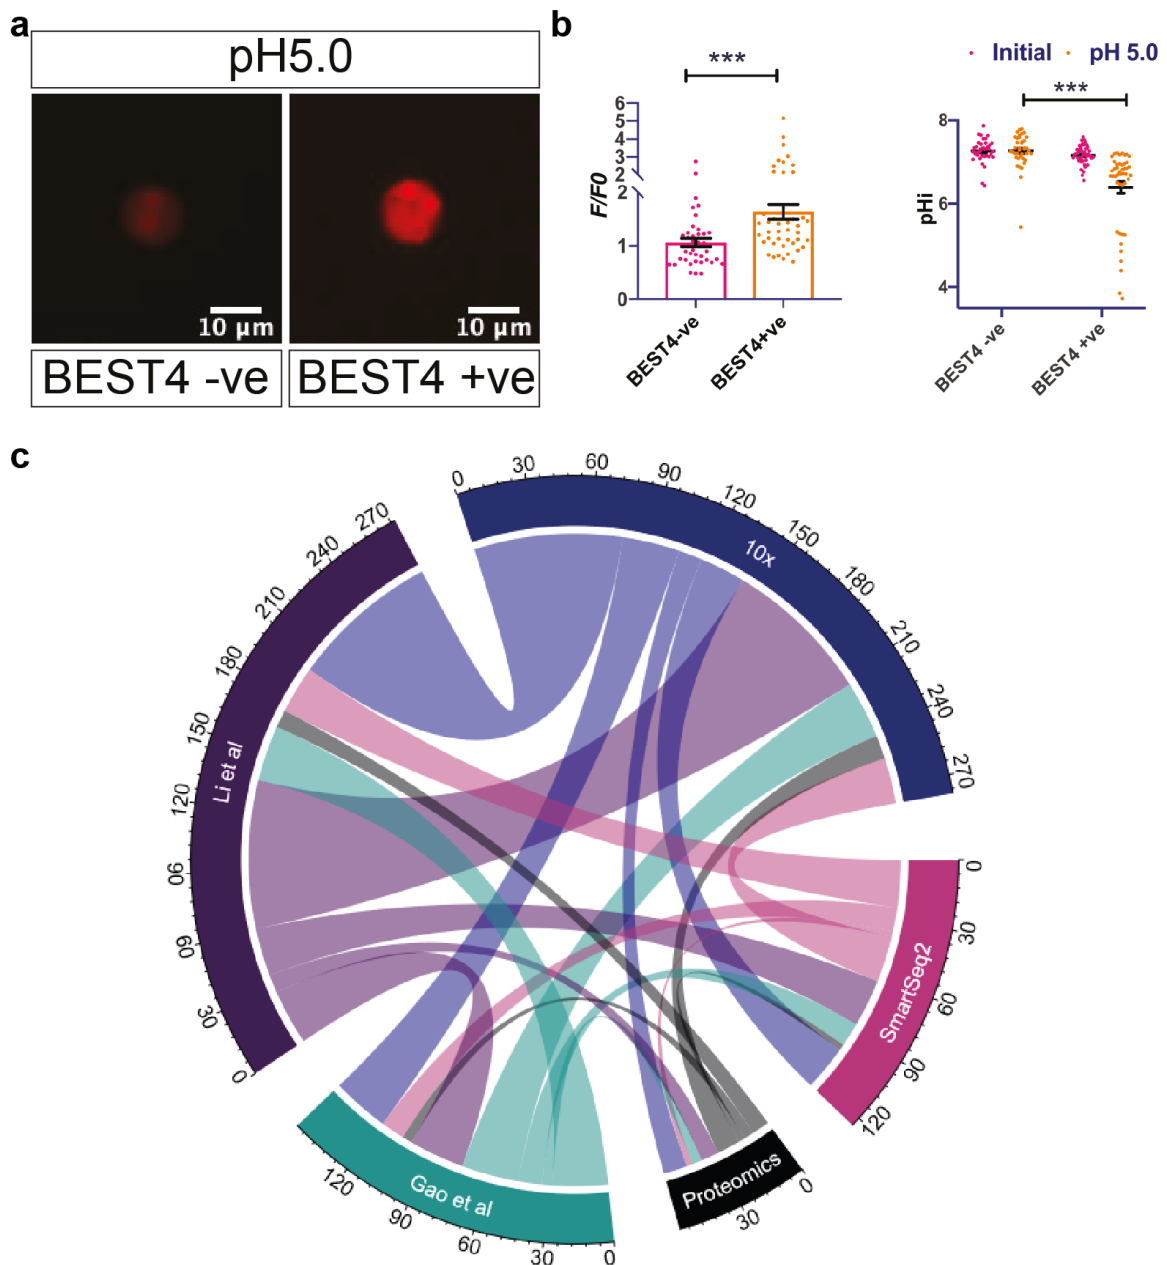 a
pH5.0
10 µm
10 µm
BEST4 -ve
BEST4 +ve
b
***
6
5
4
3
2
2
1
0
F/F0
BEST4-ve
BEST4+ve
Initial
pH 5.0
***
8
6
4
pHi
BEST4 -ve
BEST4 +ve
c
0
30
60
90
120
150
180
210
240
270
10x
0
30
60
90
120
SmartSeq2
0
30
Proteomics
0
30
60
90
120
Gao et al
0
30
60
90
120
150
180
210
240
270
Li et al